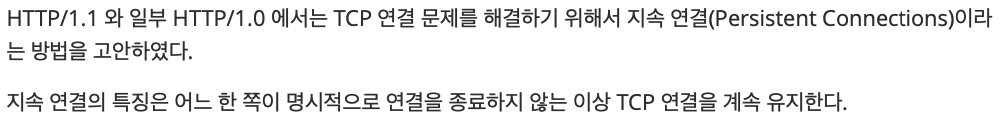 HTTP/1.1 와 일부 HTTP/1.0 에서는 TCP 연결 문제를 해결하기 위해서 지속 연결(Persistent Connections)이라
는 방법을 고안하였다.
지속 연결의 특징은 어느 한 쪽이 명시적으로 연결을 종료하지 않는 이상 TCP 연결을 계속 유지한다.